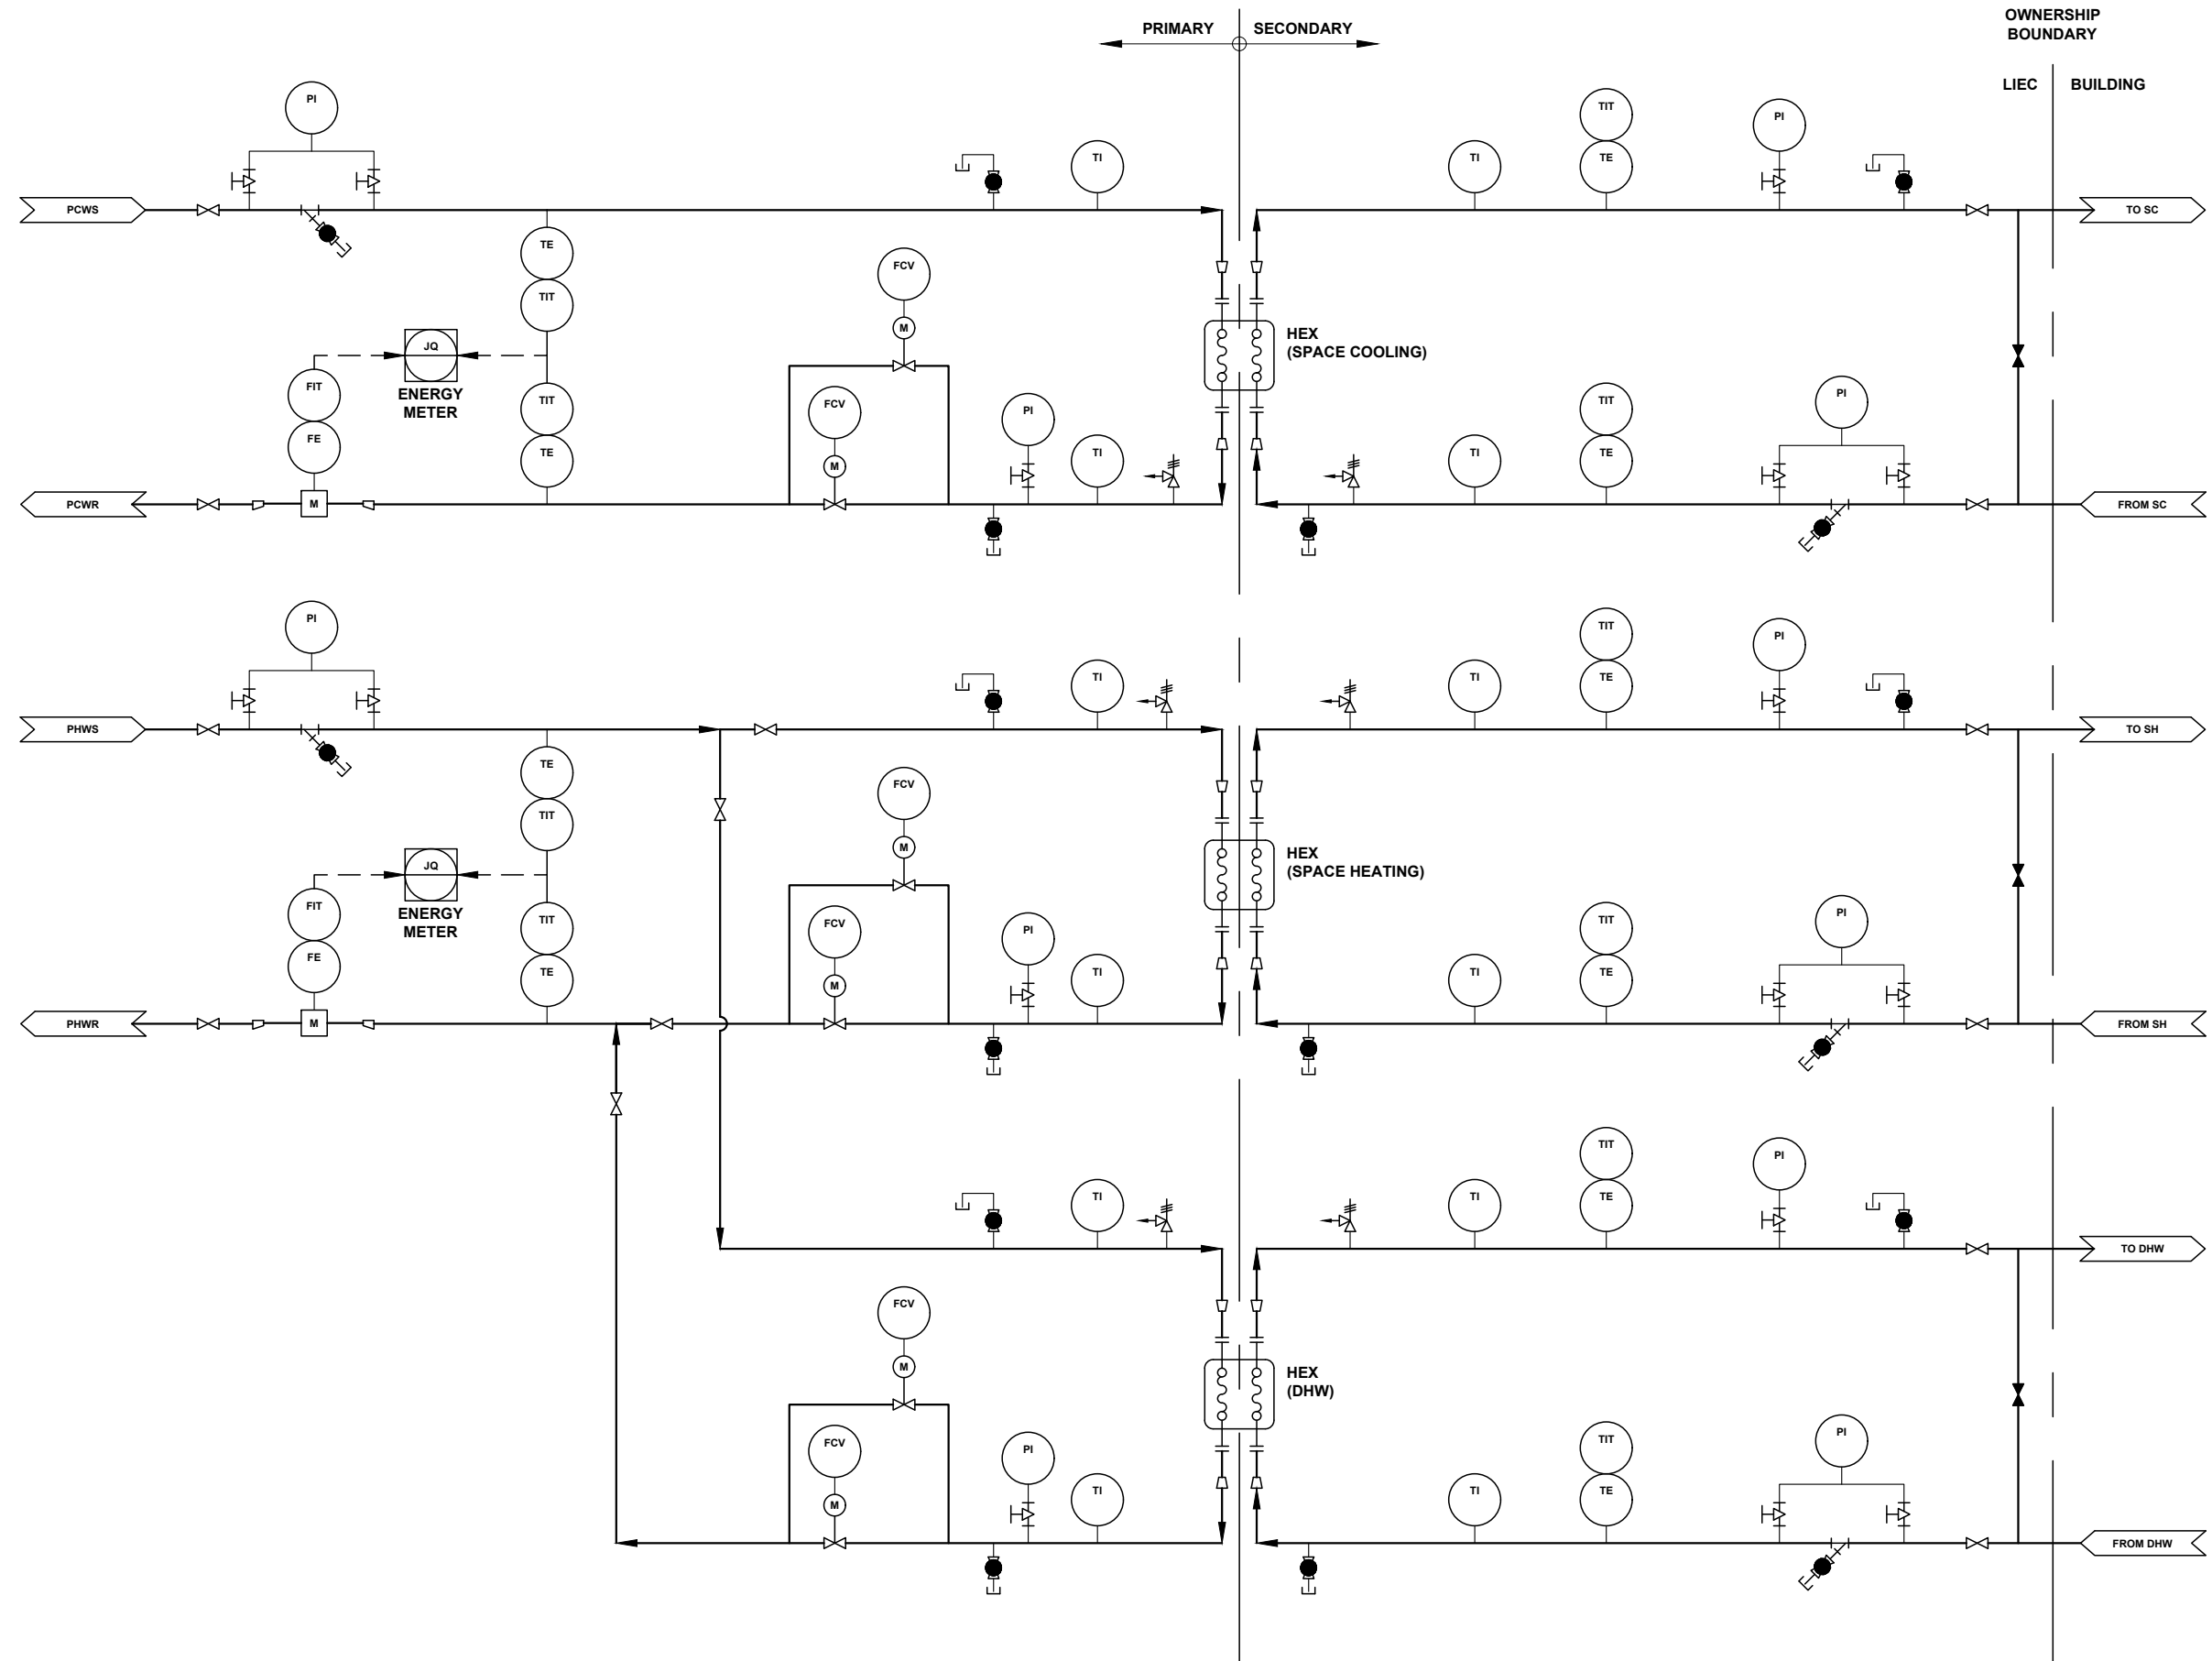 PRIMARY
SECONDARY
OWNERSHIP
BOUNDARY
LIEC
BUILDING
PI
TI
TI
TIT
TE
PI
PCWS
TO SC
TE
TIT
FCV
M
HEX
(SPACE COOLING)
JQ
ENERGY
METER
FIT
FE
TIT
TE
FCV
M
PI
TI
TI
TIT
TE
PI
PCWR
M
FROM SC
PI
TI
TI
TIT
TE
PI
PHWS
TO SH
TE
TIT
FCV
M
HEX
(SPACE HEATING)
JQ
ENERGY
METER
FIT
FE
TIT
TE
FCV
M
PI
TI
TI
TIT
TE
PI
PHWR
M
FROM SH
TI
TI
TIT
TE
PI
TO DHW
FCV
M
HEX
(DHW)
FCV
M
PI
TI
TI
TIT
TE
PI
FROM DHW